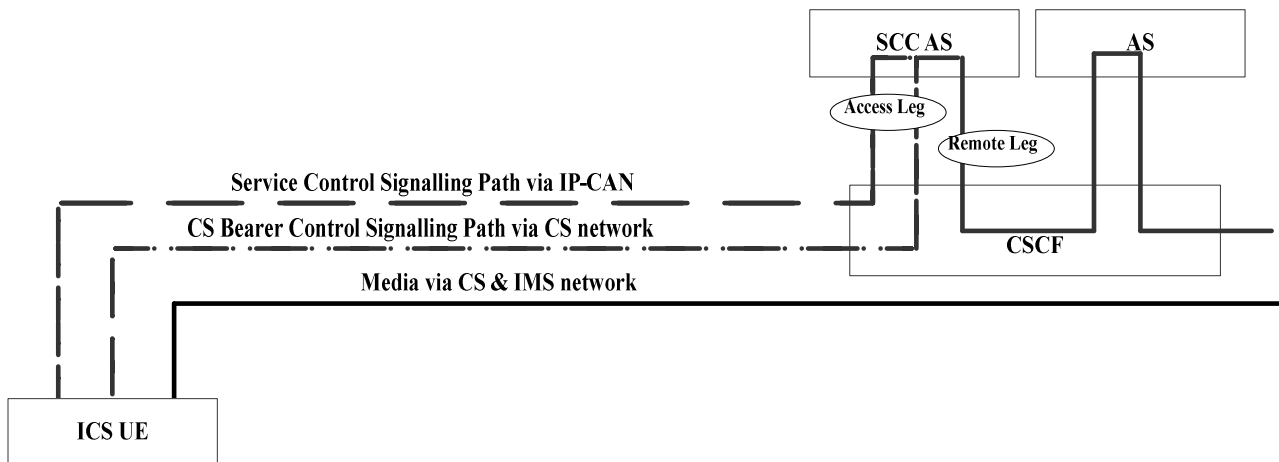 SCC AS
AS
Access Leg
Remote Leg
Service Control Signalling Path via IP-CAN
CS Bearer Control Signalling Path via CS network
CSCF
Media via CS & IMS network
ICS UE